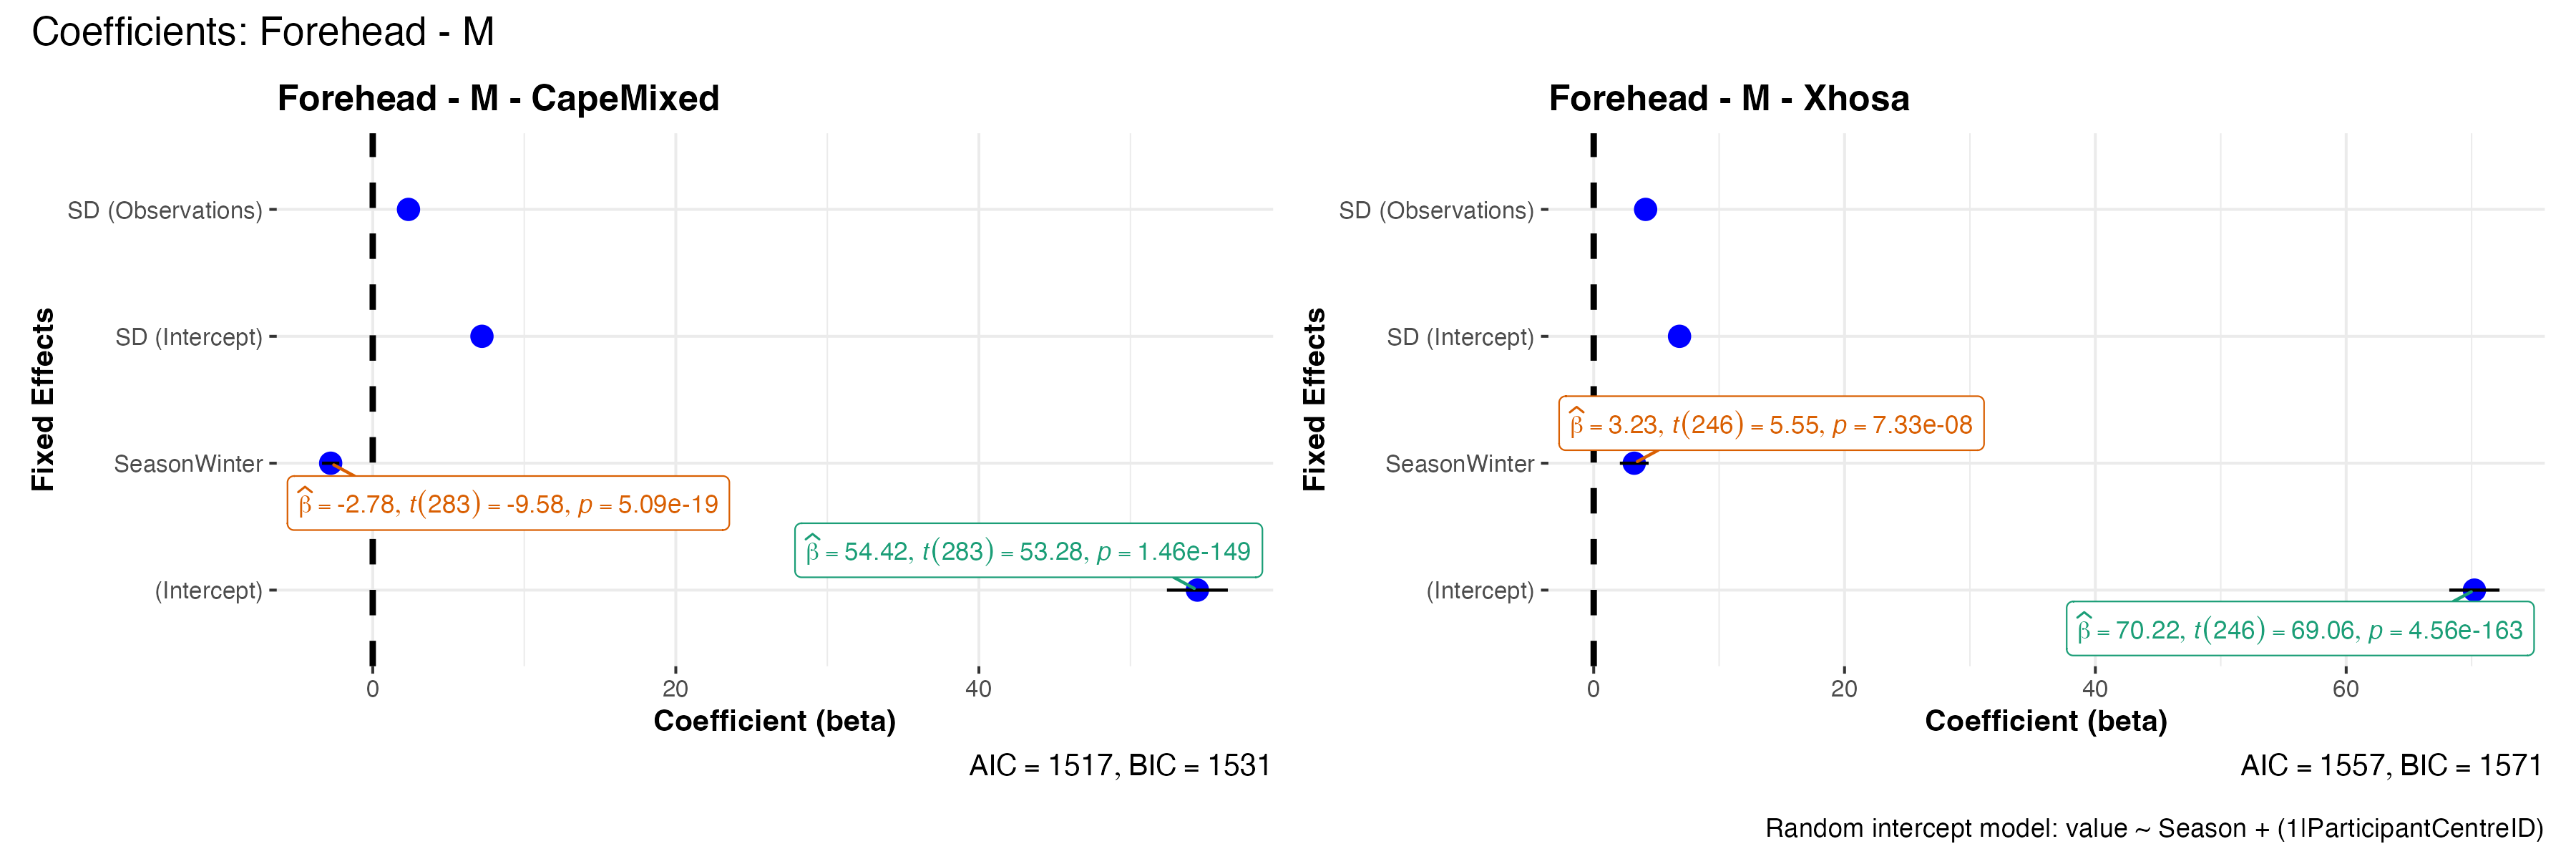 Coefficients: Forehead - M
Forehead - M - CapeMixed
Fixed Effects
SD (Observations)
SD (Intercept)
SeasonWinter
(Intercept)
β̂ = -2.78, t(283) = -9.58, p = 5.09e-19
β̂ = 54.42, t(283) = 53.28, p = 1.46e-149
0 20 40
Coefficient (beta)
AIC = 1517, BIC = 1531
Forehead - M - Xhosa
Fixed Effects
SD (Observations)
SD (Intercept)
SeasonWinter
(Intercept)
β̂ = 3.23, t(246) = 5.55, p = 7.33e-08
β̂ = 70.22, t(246) = 69.06, p = 4.56e-163
0 20 40 60
Coefficient (beta)
AIC = 1557, BIC = 1571
Random intercept model: value ~ Season + (1|ParticipantCentreID)